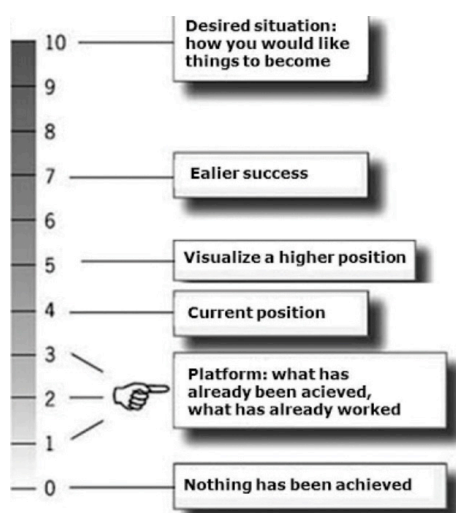 Desired situation:
how you would like
things to become
10
9
8
7
Ealier success
6
5
Visualize a higher position
4
Current position
3
Platform: what has
already been acieved,
what has already worked
2
1
0
Nothing has been achieved